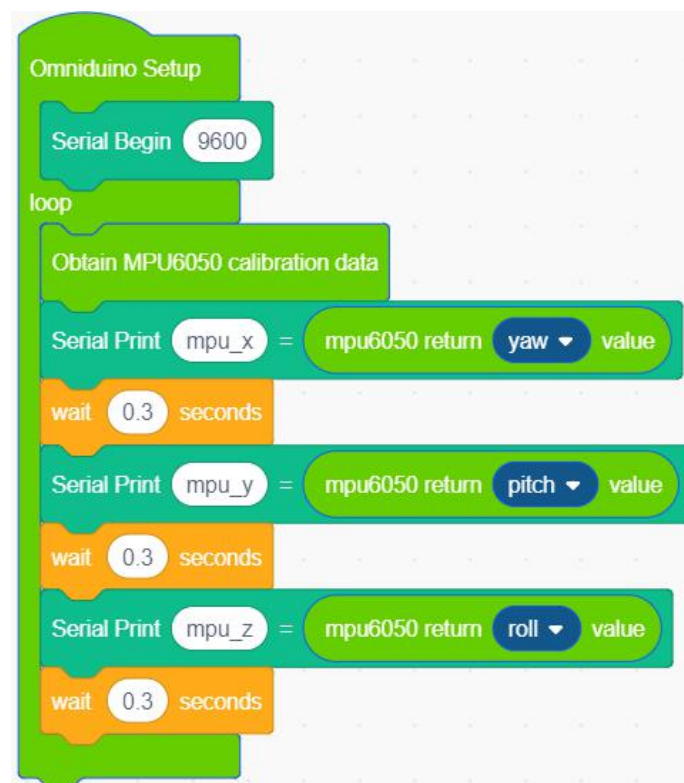 Omniduino Setup
Serial Begin 9600
loop
Obtain MPU6050 calibration data
Serial Print mpu_x = mpu6050 return yaw value
wait 0.3 seconds
Serial Print mpu_y = mpu6050 return pitch value
wait 0.3 seconds
Serial Print mpu_z = mpu6050 return roll value
wait 0.3 seconds